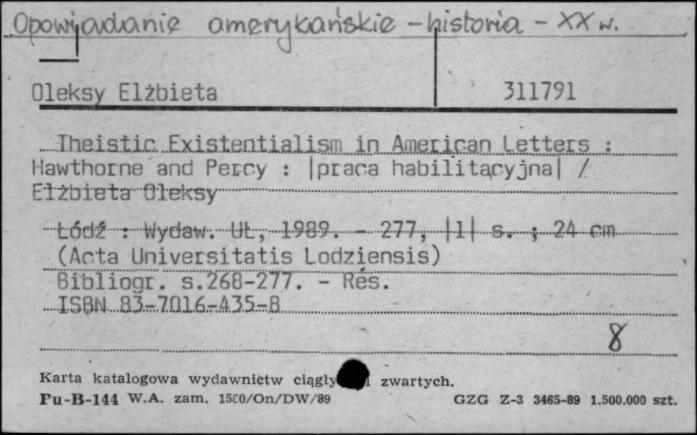 Opowiadanie amerykańskie – historia – XX w.
Oleksy Elżbieta 311791
Theistic Existentialism in American Letters :
Hawthorne and Percy : |praca habilitacyjna| /
Elżbieta Oleksy
Łódź : Wydaw. UŁ, 1989. - 277, |1| s. ; 24 cm
(Acta Universitatis Lodziensis)
Bibliogr. s.268-277. - Rés.
ISBN 83-7016-435-8
8
Karta katalogowa wydawnictw zwartych.
Pu-B-144 W.A. zam. 1580/On/DW/89 GZG Z-3 3465-89 1.500.000 szt.